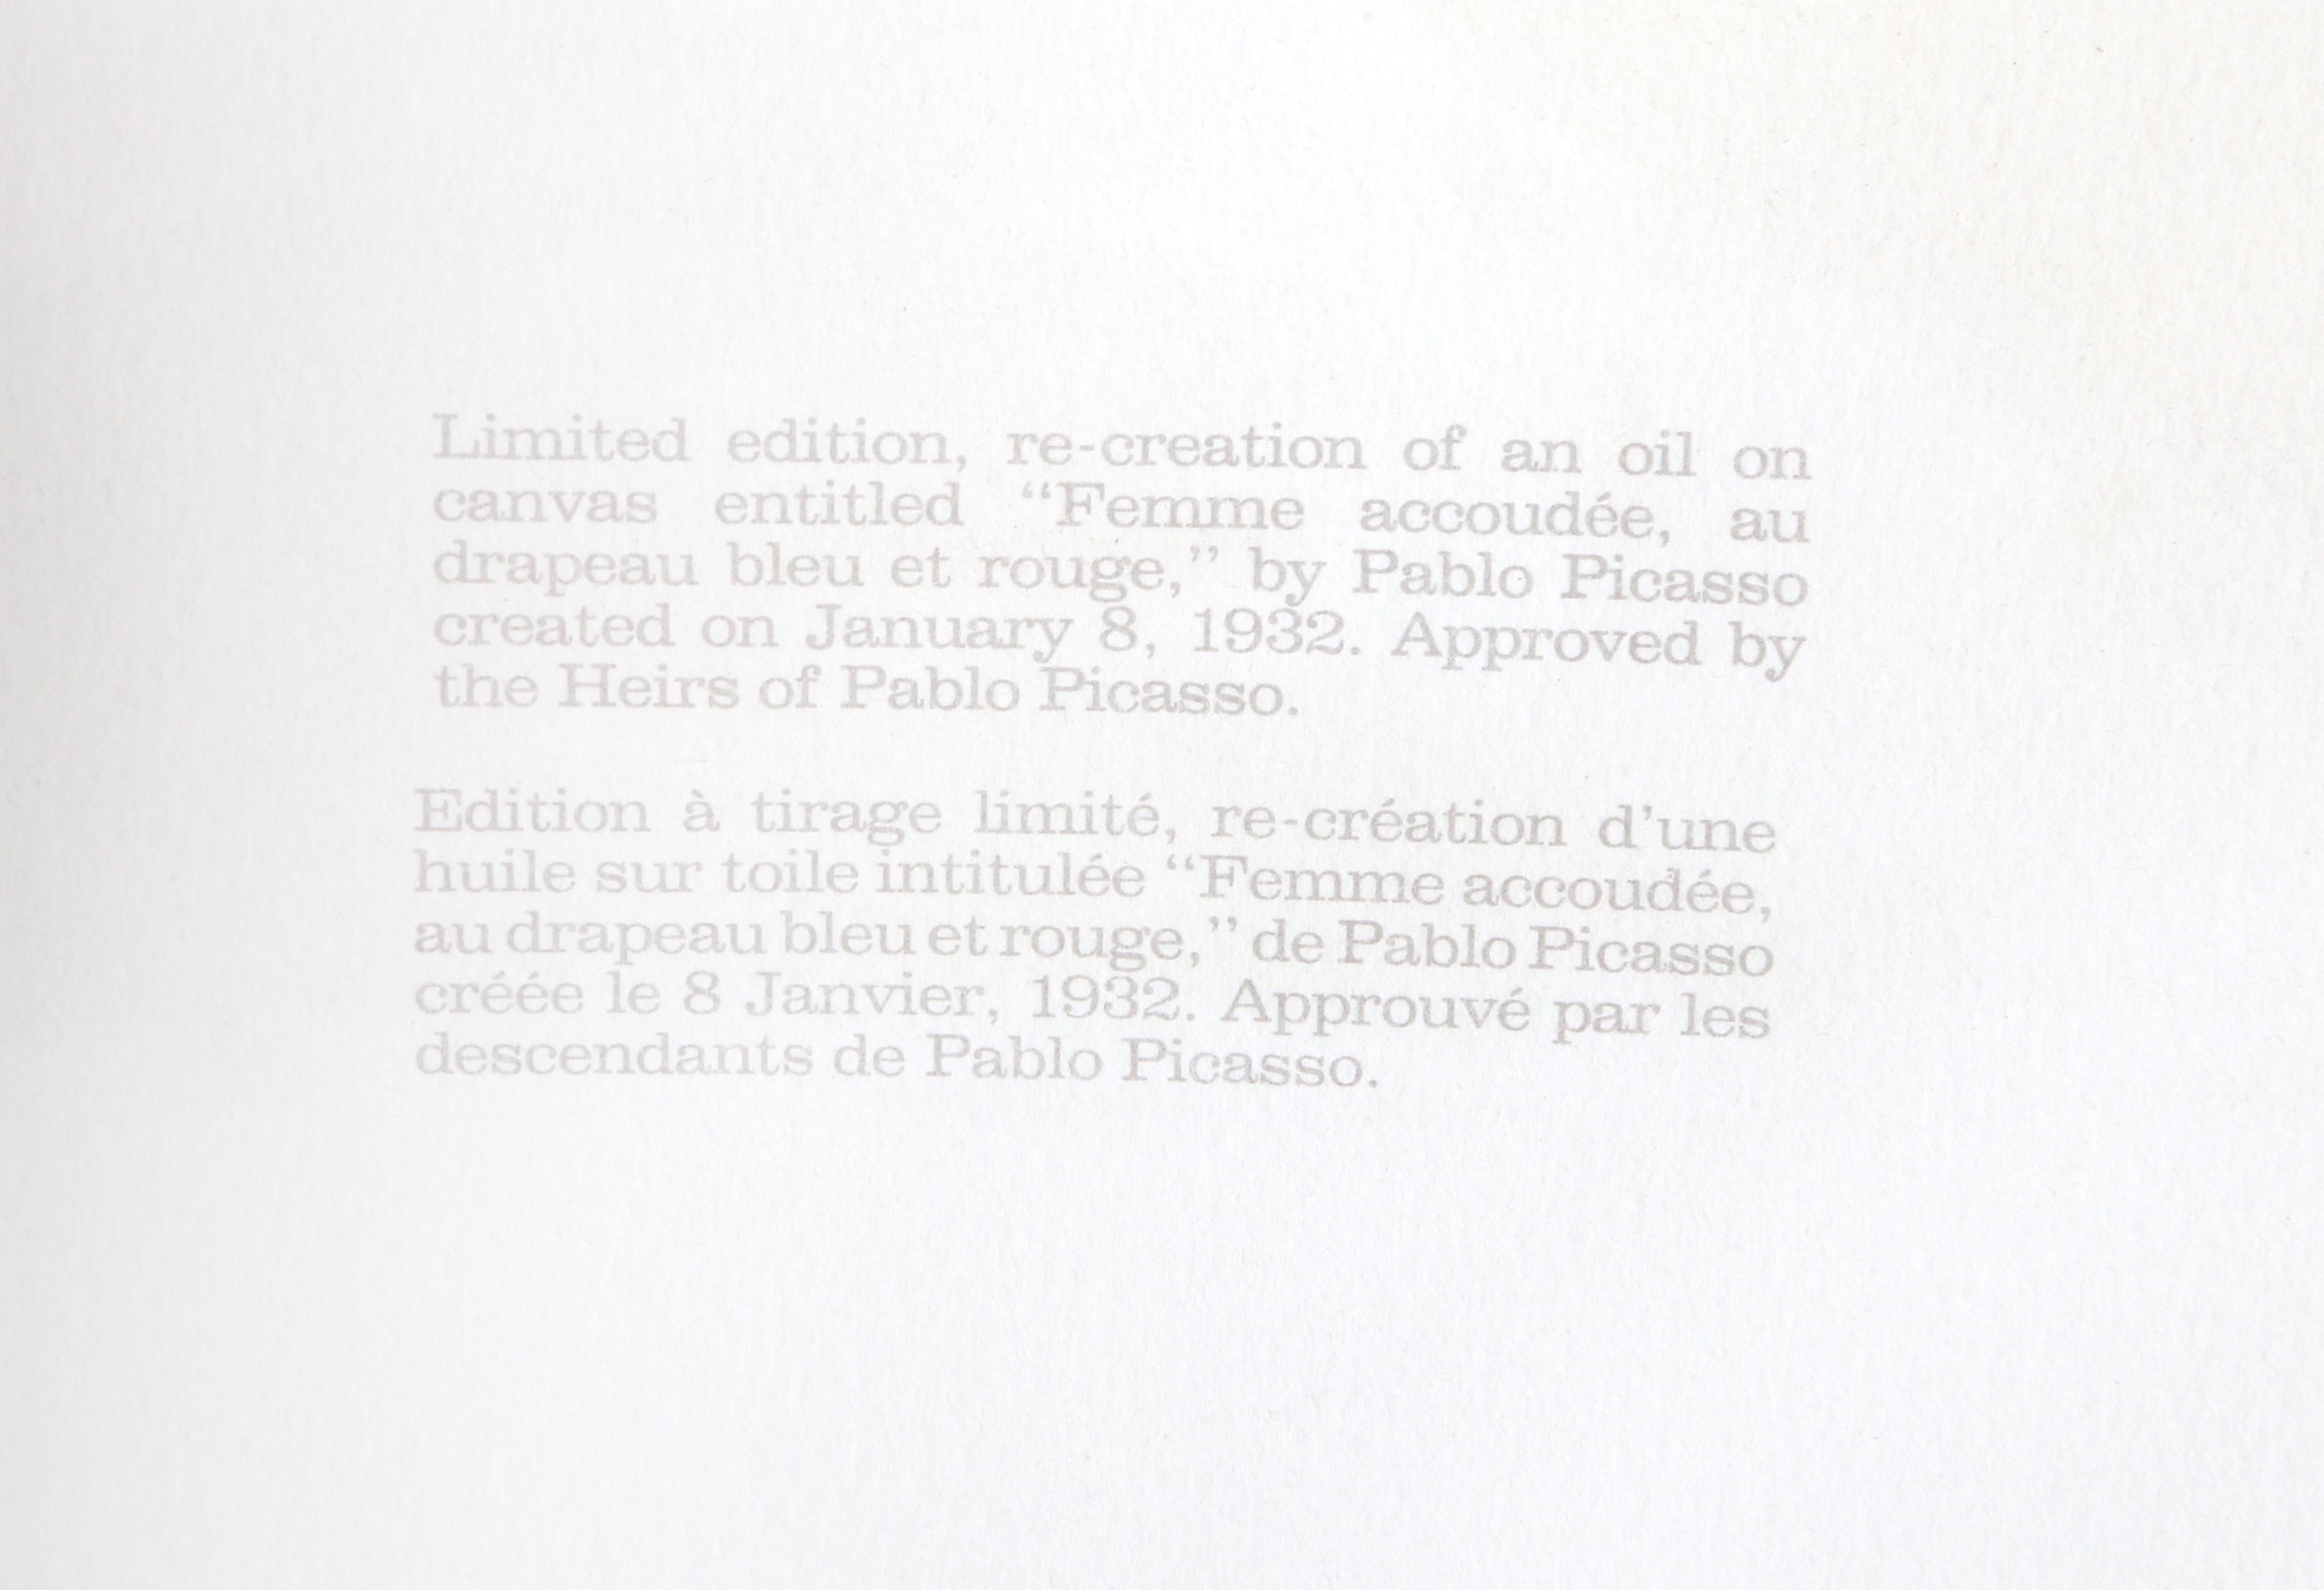 Limited edition, re-creation of an oil on
canvas entitled “Femme accoudée, au
drapeau bleu et rouge,” by Pablo Picasso
created on January 8, 1932. Approved by
the Heirs of Pablo Picasso.
Edition à tirage limité, re-création d’une
huile sur toile intitulée “Femme accoudée,
au drapeau bleu et rouge,” de Pablo Picasso
créée le 8 Janvier, 1932. Approuvé par les
descendants de Pablo Picasso.